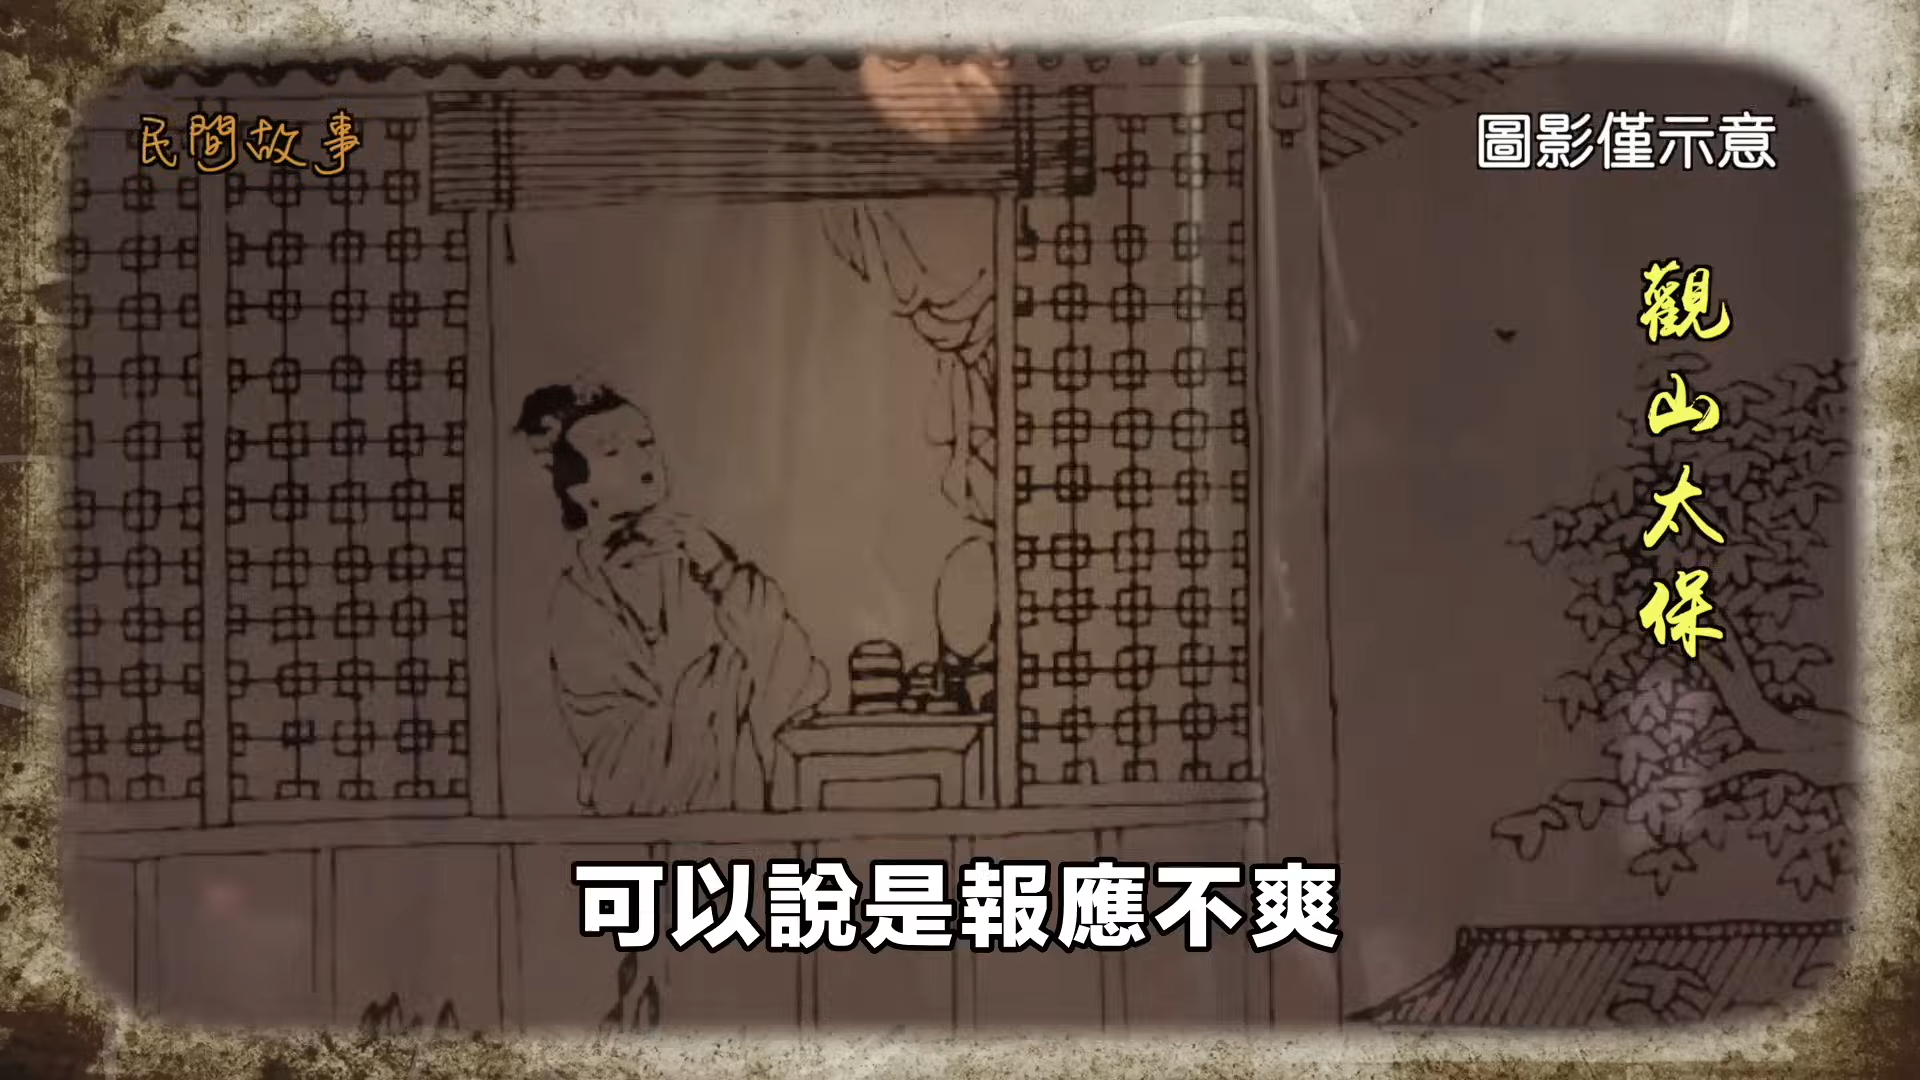 民間故事
圖影僅示意
觀山太保
可以說是報應不爽